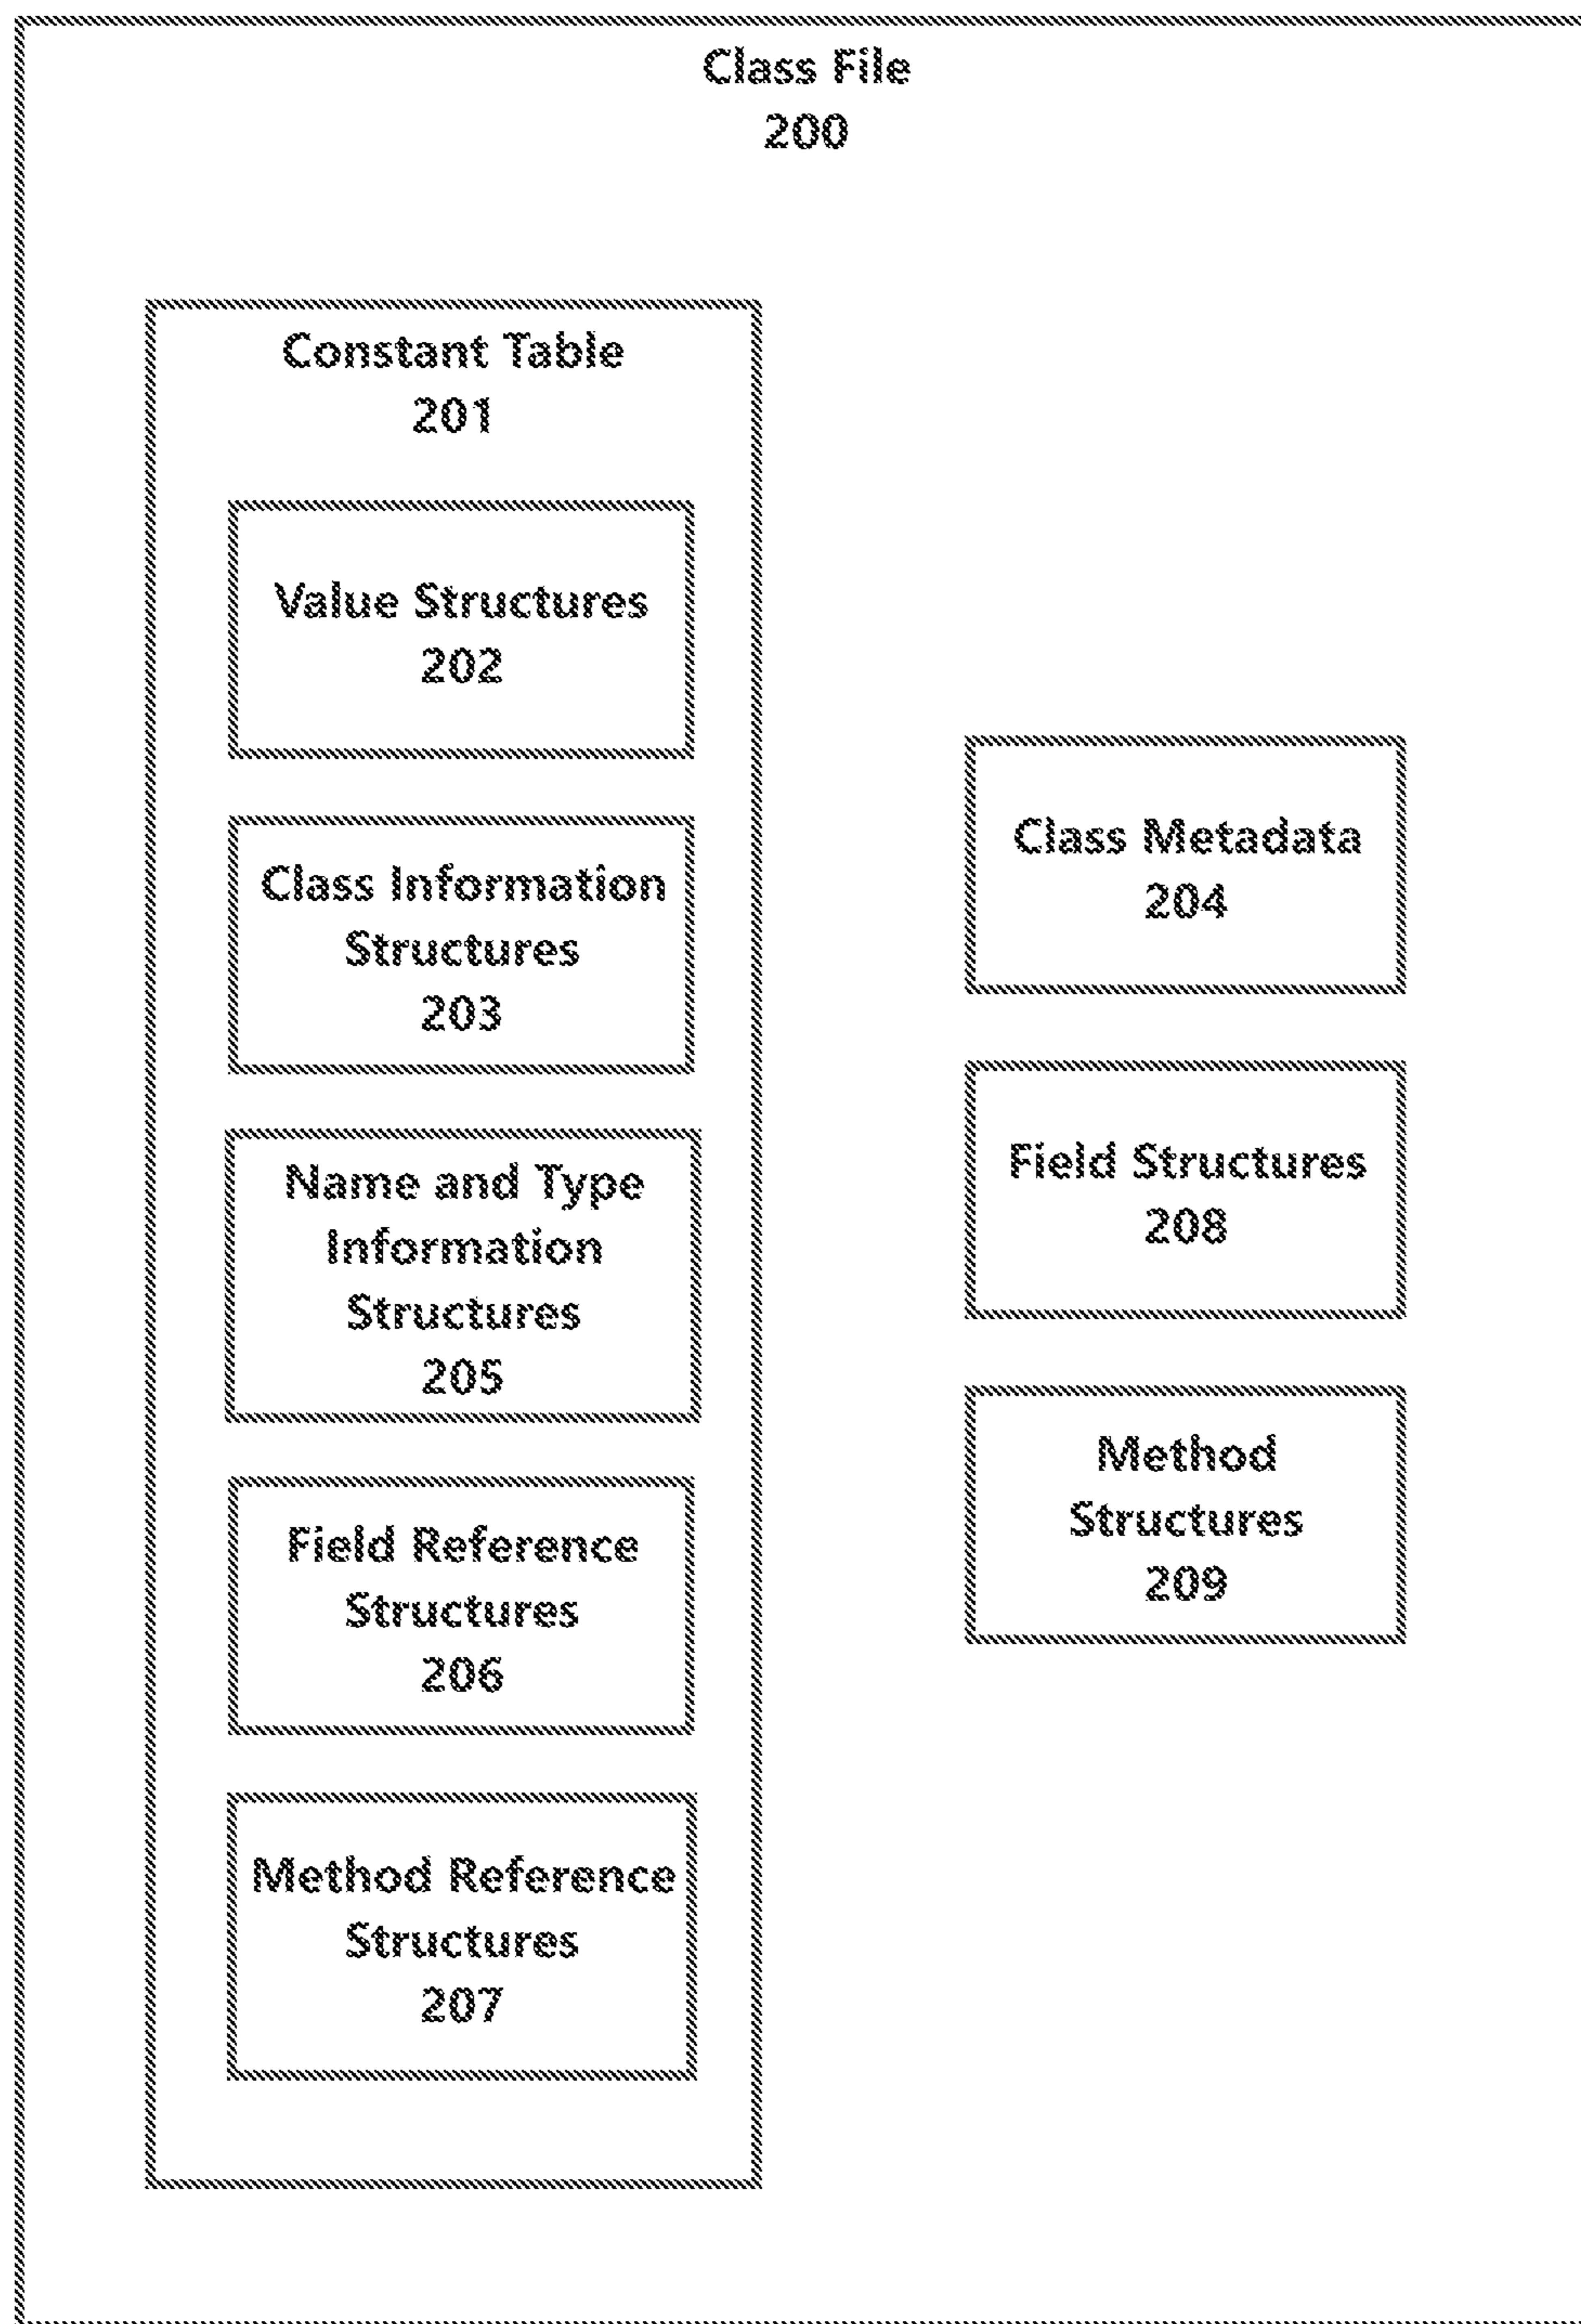 Class File
200
Constant Table
201
Value Structures
202
Class Information
Structures
203
Name and Type
Information
Structures
205
Field Reference
Structures
206
Method Reference
Structures
207
Class Metadata
204
Field Structures
208
Method
Structures
209